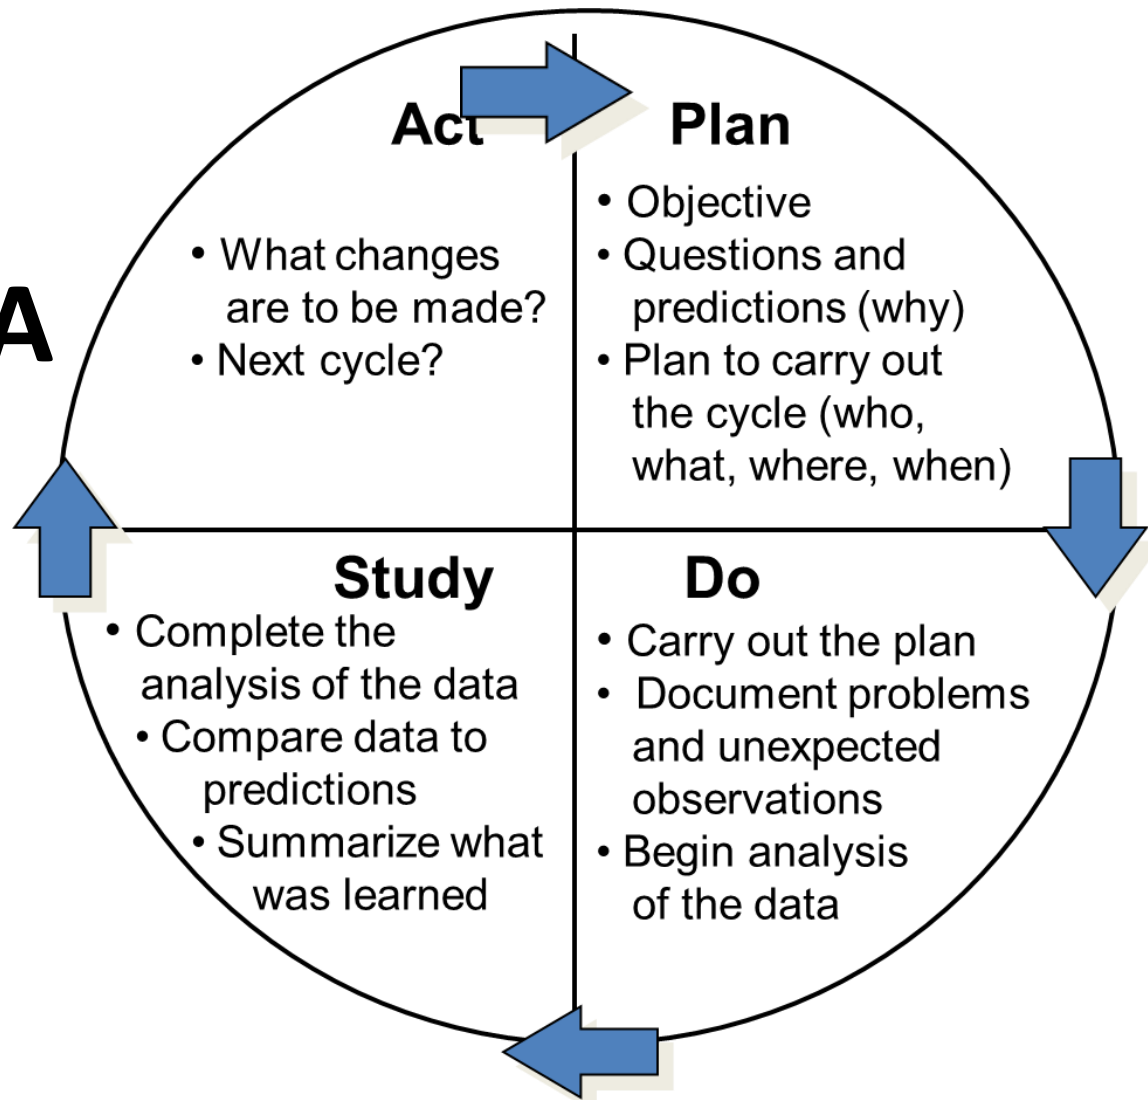 Act
Plan
• Objective
• Questions and
predictions (why)
• Plan to carry out
the cycle (who,
what, where, when)
• What changes
are to be made?
• Next cycle?
A
Study
• Complete the
analysis of the data
• Compare data to
predictions
• Summarize what
was learned
Do
• Carry out the plan
• Document problems
and unexpected
observations
• Begin analysis
of the data